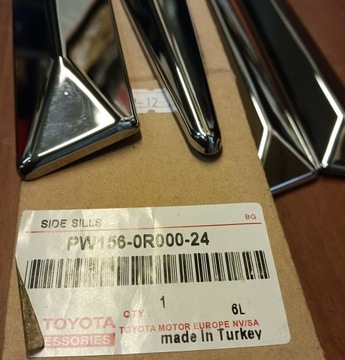 -12
SIDE SILLS
BG
PW156-0R000-24
QTY: 1 6L
TOYOTA
TOYOTA MOTOR EUROPE NV/SA
ESSORIES
made In Turkey